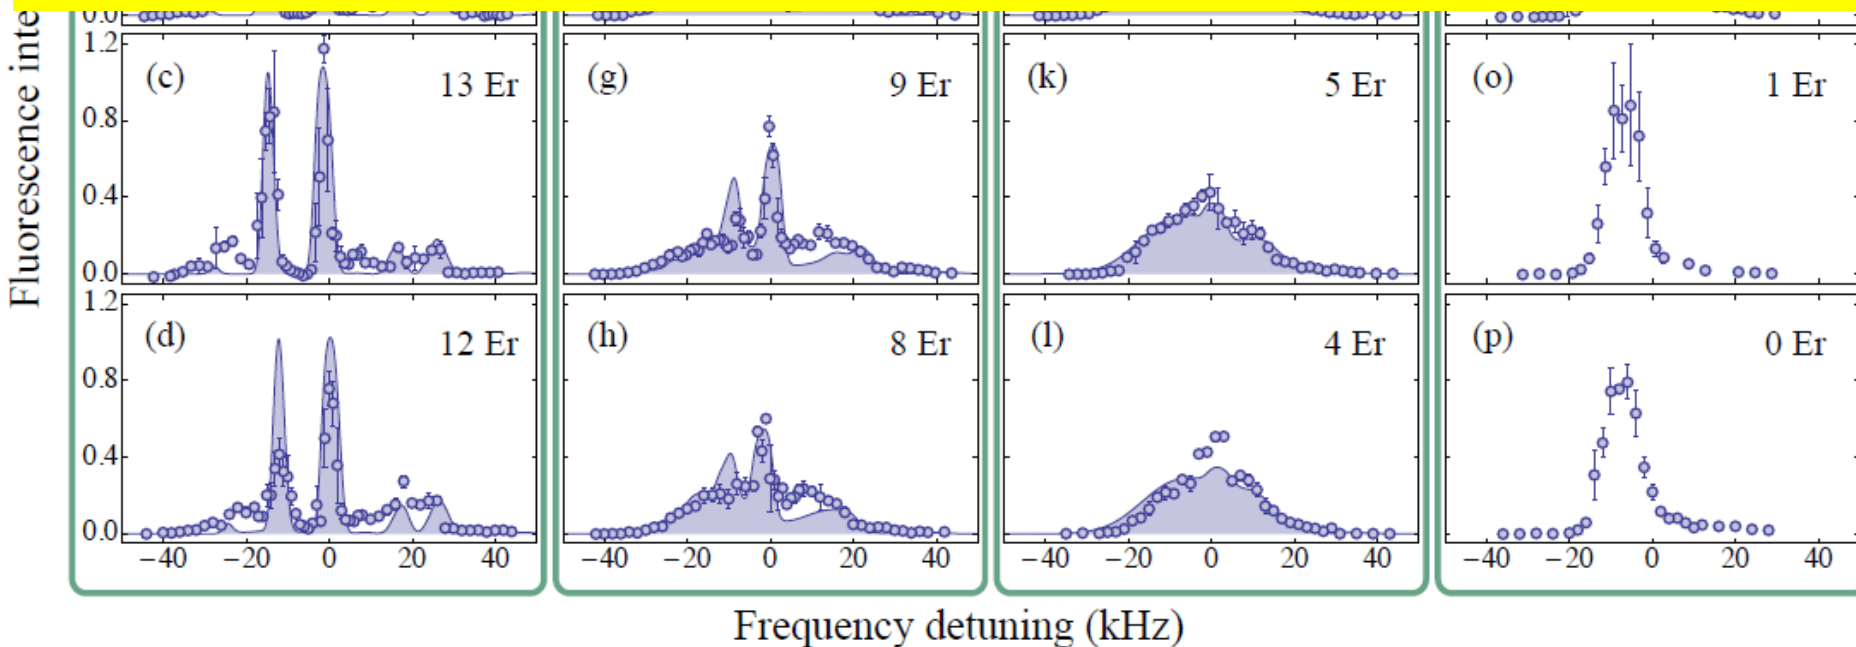 Fluorescence inte
0.0
1.2
0.8
0.4
0.0
(c) 13 Er
(g) 9 Er
(k) 5 Er
(o) 1 Er
1.2
0.8
0.4
0.0
(d) 12 Er
(h) 8 Er
(l) 4 Er
(p) 0 Er
−40 −20 0 20 40
−40 −20 0 20 40
−40 −20 0 20 40
−40 −20 0 20 40
Frequency detuning (kHz)